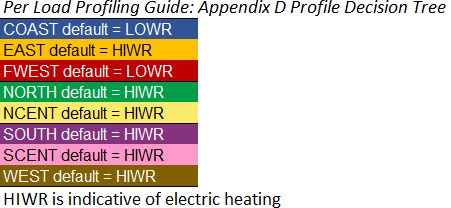 Per Load Profiling Guide: Appendix D Profile Decision Tree
COAST default = LOWR
EAST default = HIWR
FWEST default = LOWR
NORTH default = HIWR
NCENT default = HIWR
SOUTH default = HIWR
SCENT default = HIWR
WEST default = HIWR
HIWR is indicative of electric heating